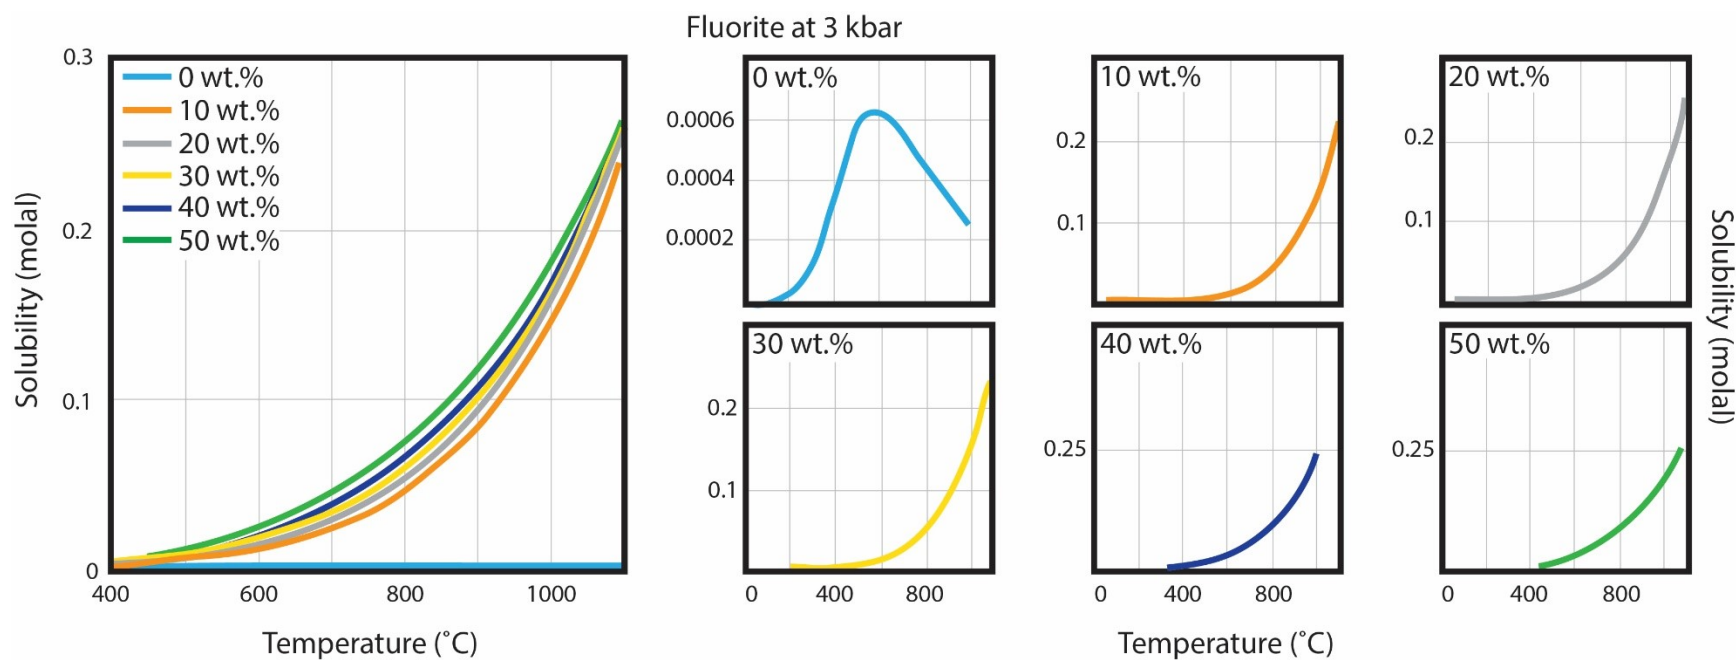 Fluorite at 3 kbar
0.3
0.2
0.1
0
Solubility (molal)
0 wt.%
10 wt.%
20 wt.%
30 wt.%
40 wt.%
50 wt.%
400
600
800
1000
Temperature (˚C)
0 wt.%
0.0006
0.0004
0.0002
10 wt.%
0.2
0.1
20 wt.%
0.2
0.1
30 wt.%
0.2
0.1
0
400
800
40 wt.%
0.25
0
400
800
50 wt.%
0.25
0
400
800
Temperature (˚C)
Solubility (molal)